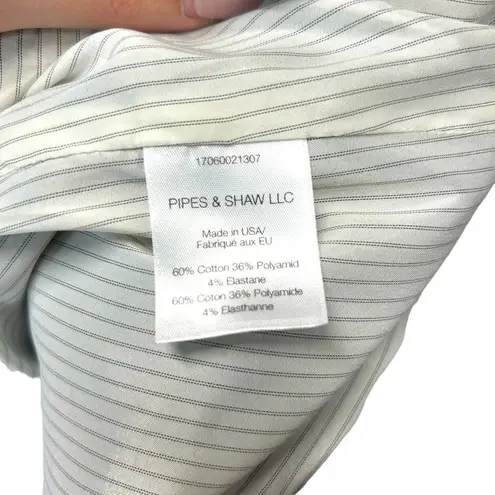 17060021307
PIPES & SHAW LLC
Made in USA/
Fabriqué aux EU
60% Cotton 36% Polyamid
4% Elastane
60% Coton 36% Polyamide
4% Elasthanne